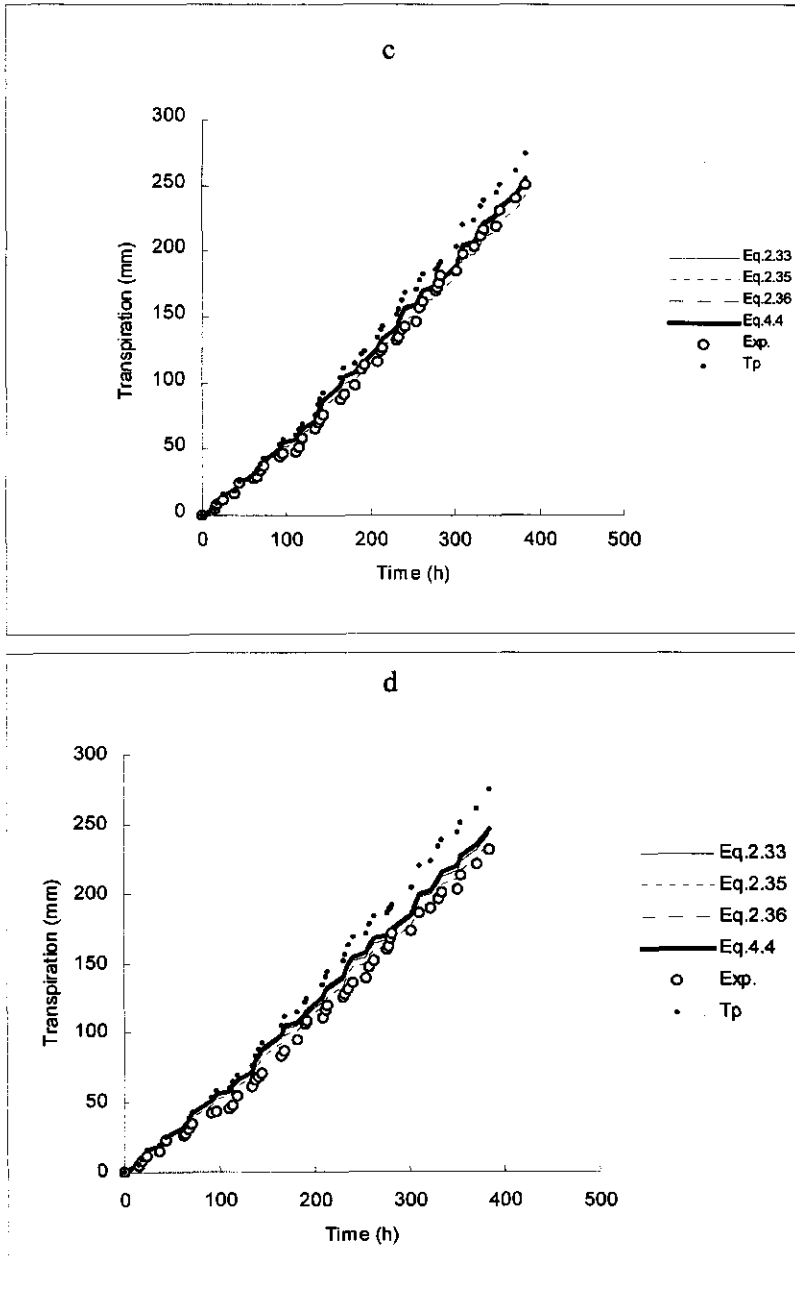 c
300
250
200
150
100
50
0
Transpiration (mm)
0 100 200 300 400 500
Time (h)
Eq.2.33
Eq.2.35
Eq.2.36
Eq.4.4
Exp.
Tp
d
300
250
200
150
100
50
0
Transpiration (mm)
0 100 200 300 400 500
Time (h)
Eq.2.33
Eq.2.35
Eq.2.36
Eq.4.4
Exp.
Tp